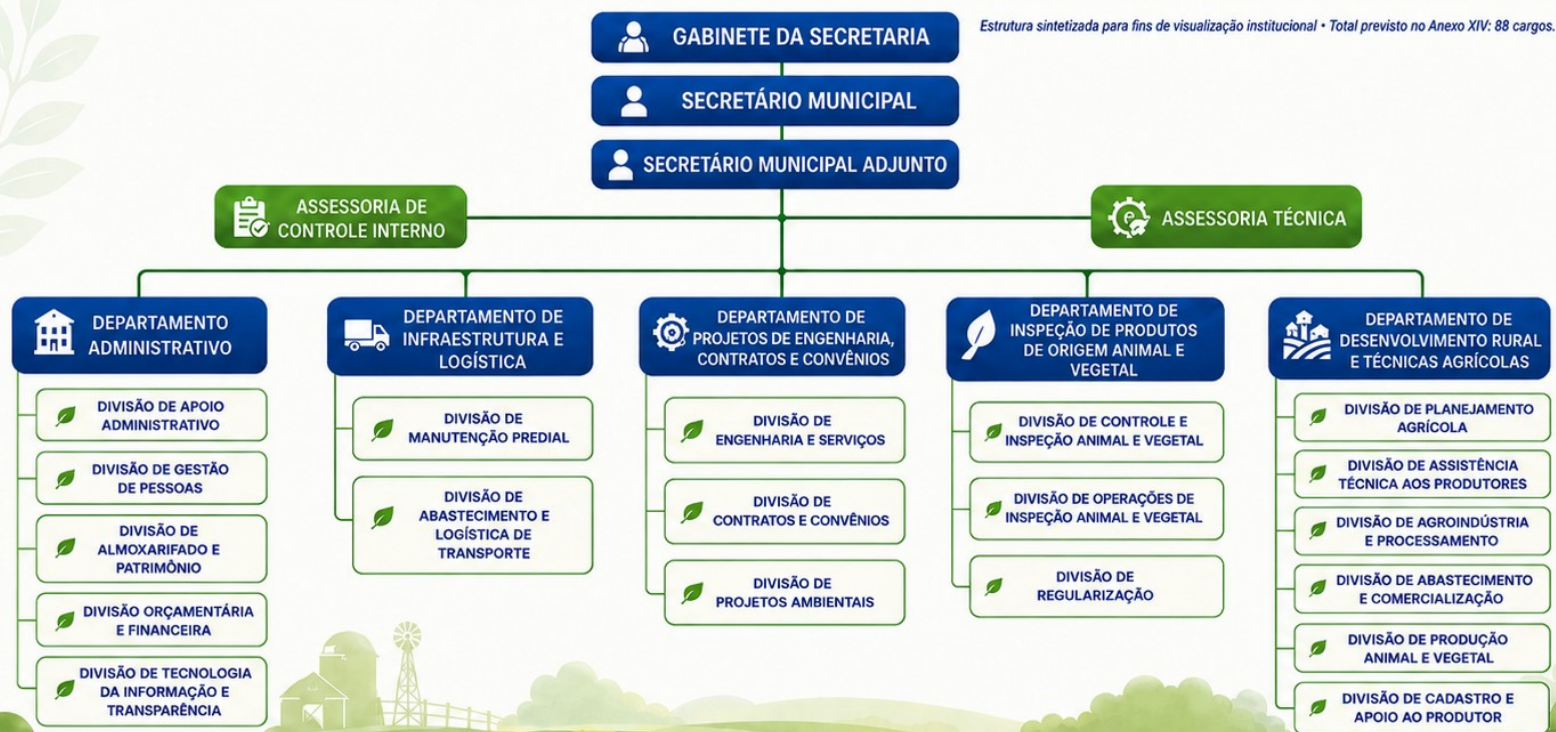 GABINETE DA SECRETARIA
Estrutura sintetizada para fins de visualização institucional • Total previsto no Anexo XIV: 88 cargos.
SECRETÁRIO MUNICIPAL
SECRETÁRIO MUNICIPAL ADJUNTO
ASSESSORIA DE
CONTROLE INTERNO
ASSESSORIA TÉCNICA
DEPARTAMENTO
ADMINISTRATIVO
DIVISÃO DE APOIO
ADMINISTRATIVO
DIVISÃO DE GESTÃO
DE PESSOAS
DIVISÃO DE
ALMOXARIFADO E
PATRIMÔNIO
DIVISÃO ORÇAMENTÁRIA
E FINANCEIRA
DIVISÃO DE TECNOLOGIA
DA INFORMAÇÃO E
TRANSPARÊNCIA
DEPARTAMENTO DE
INFRAESTRUTURA E
LOGÍSTICA
DIVISÃO DE
MANUTENÇÃO PREDIAL
DIVISÃO DE
ABASTECIMENTO E
LOGÍSTICA DE
TRANSPORTE
DEPARTAMENTO DE
PROJETOS DE ENGENHARIA,
CONTRATOS E CONVÊNIOS
DIVISÃO DE
ENGENHARIA E SERVIÇOS
DIVISÃO DE
CONTRATOS E CONVÊNIOS
DIVISÃO DE
PROJETOS AMBIENTAIS
DEPARTAMENTO DE
INSPEÇÃO DE PRODUTOS
DE ORIGEM ANIMAL E
VEGETAL
DIVISÃO DE CONTROLE E
INSPEÇÃO ANIMAL E VEGETAL
DIVISÃO DE OPERAÇÕES DE
INSPEÇÃO ANIMAL E VEGETAL
DIVISÃO DE
REGULARIZAÇÃO
DEPARTAMENTO DE
DESENVOLVIMENTO RURAL
E TÉCNICAS AGRÍCOLAS
DIVISÃO DE PLANEJAMENTO
AGRÍCOLA
DIVISÃO DE ASSISTÊNCIA
TÉCNICA AOS PRODUTORES
DIVISÃO DE AGROINDÚSTRIA
E PROCESSAMENTO
DIVISÃO DE ABASTECIMENTO
E COMERCIALIZAÇÃO
DIVISÃO DE PRODUÇÃO
ANIMAL E VEGETAL
DIVISÃO DE CADASTRO E
APOIO AO PRODUTOR